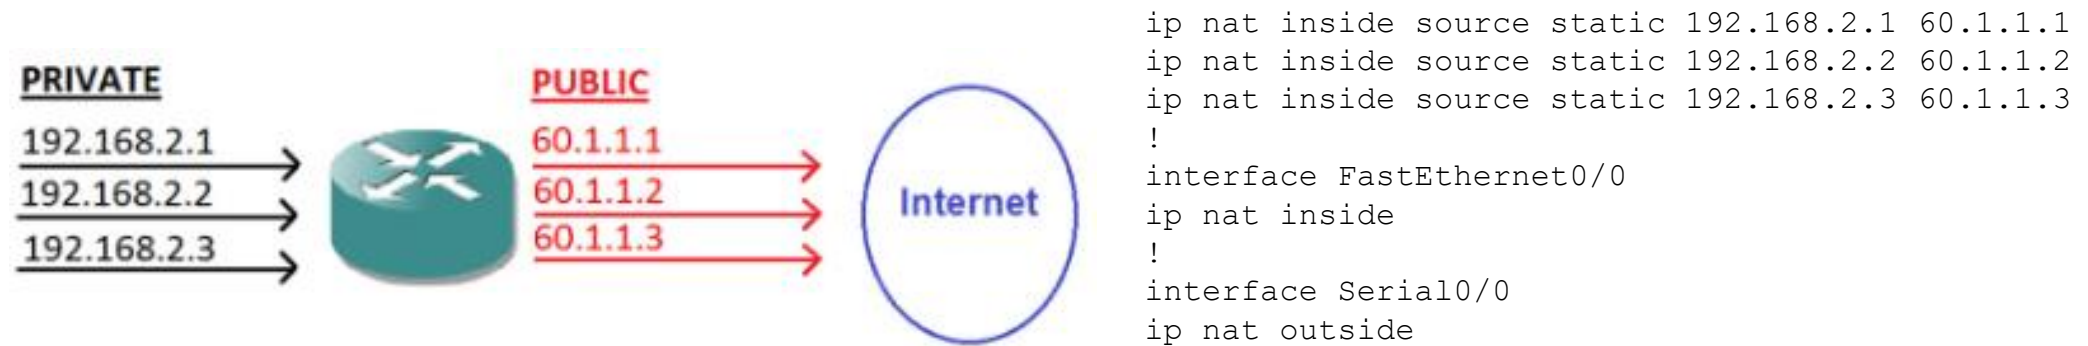 PRIVATE
192.168.2.1
192.168.2.2
192.168.2.3
PUBLIC
60.1.1.1
60.1.1.2
60.1.1.3
Internet
ip nat inside source static 192.168.2.1 60.1.1.1
ip nat inside source static 192.168.2.2 60.1.1.2
ip nat inside source static 192.168.2.3 60.1.1.3
!
interface FastEthernet0/0
ip nat inside
!
interface Serial0/0
ip nat outside